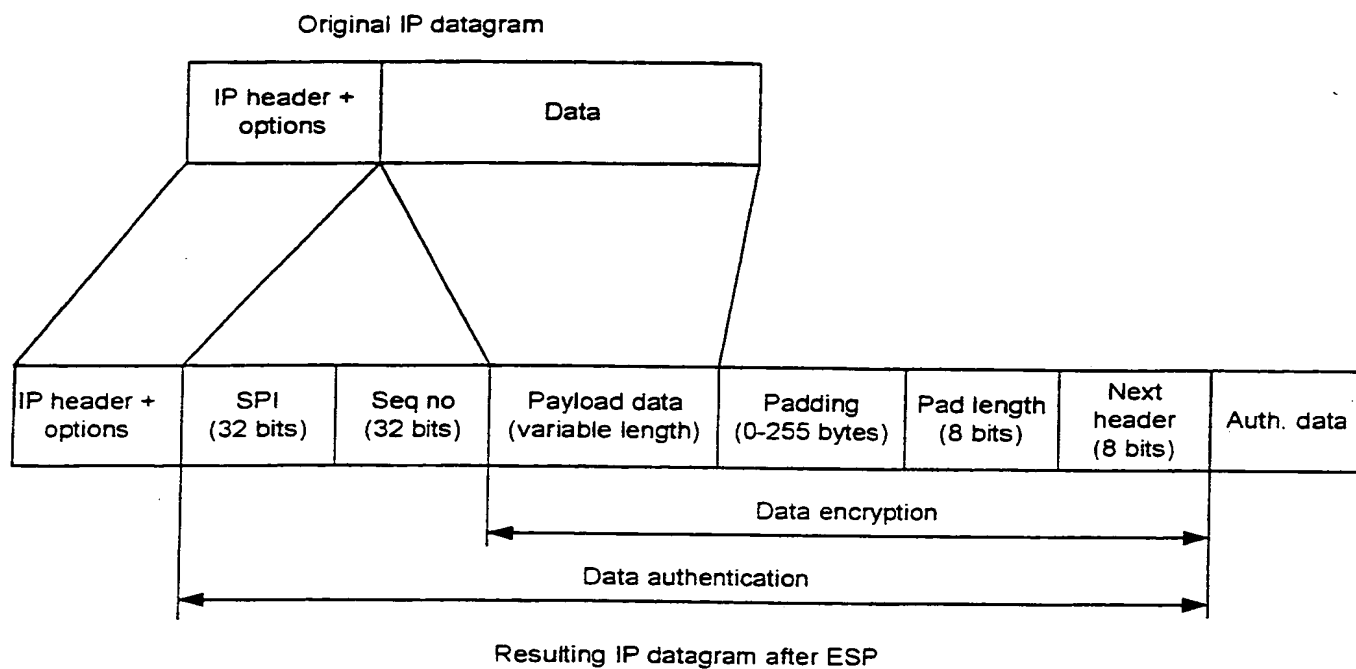 Original IP datagram
IP header +
options
Data
IP header +
options
SPI
(32 bits)
Seq no
(32 bits)
Payload data
(variable length)
Padding
(0-255 bytes)
Pad length
(8 bits)
Next
header
(8 bits)
Auth. data
Data encryption
Data authentication
Resulting IP datagram after ESP